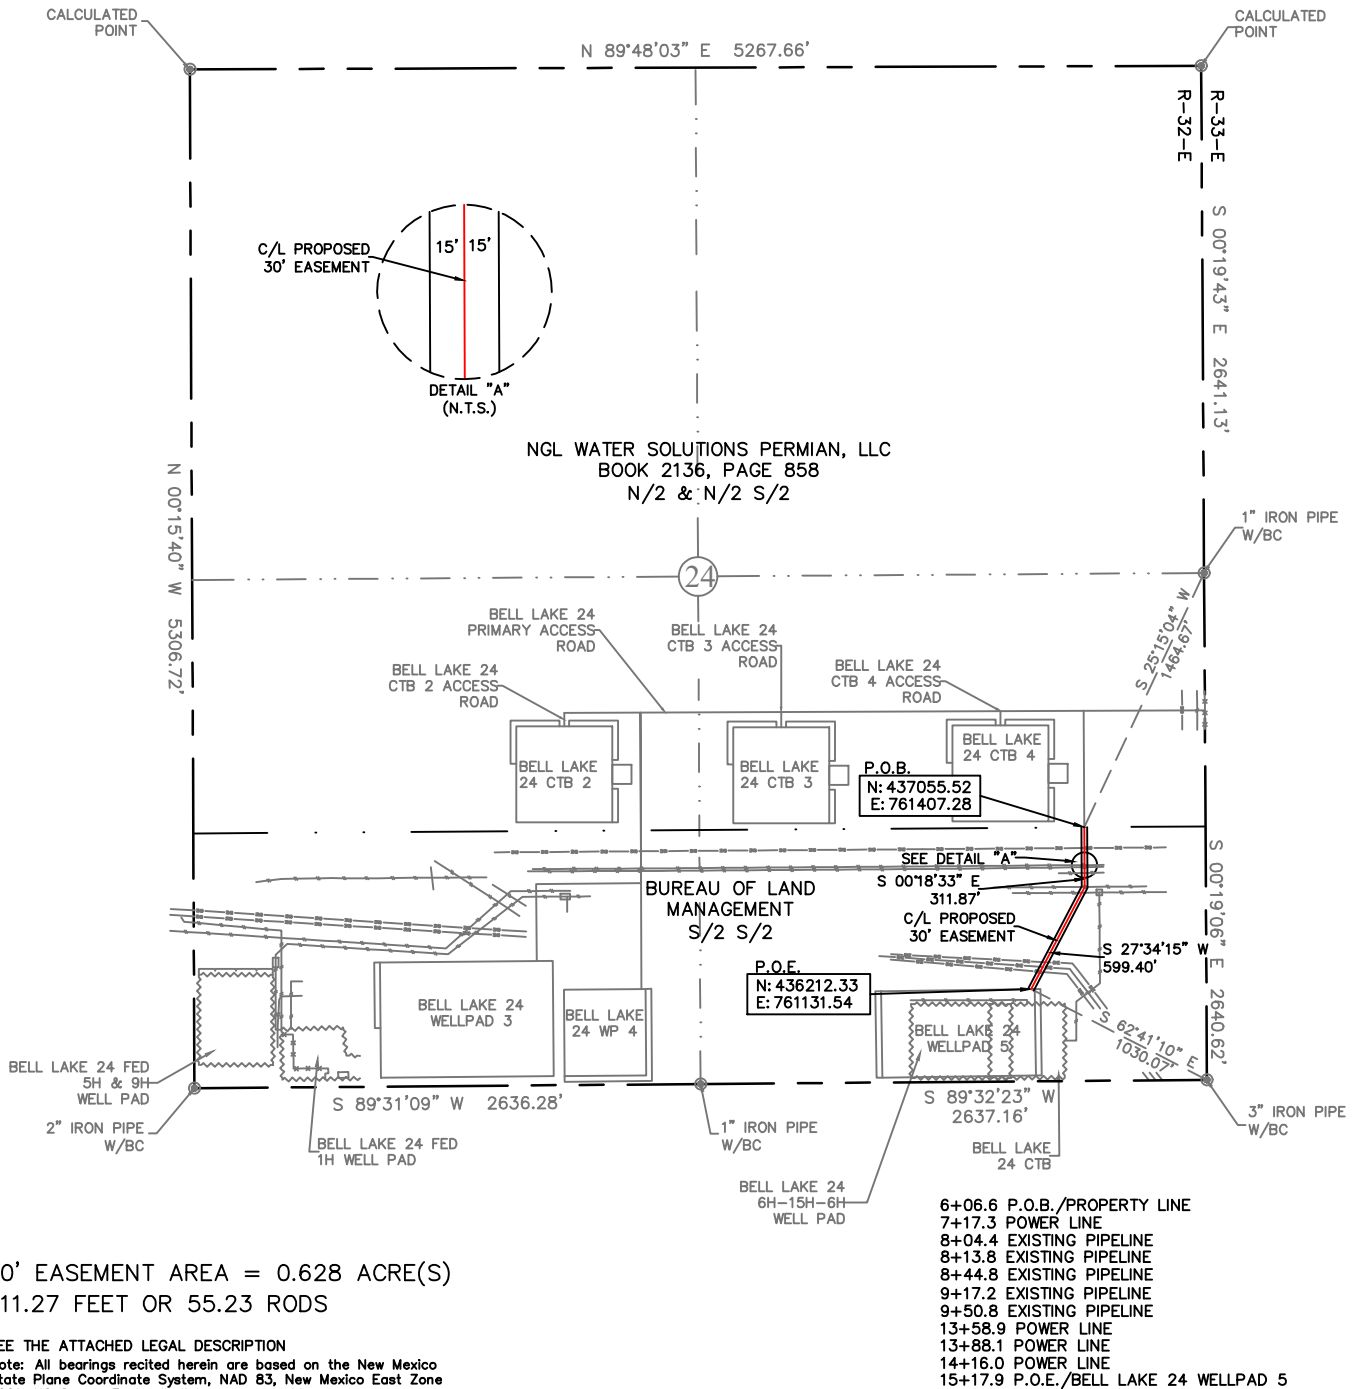 CALCULATED
POINT
N 89°48'03" E 5267.66'
CALCULATED
POINT
R-32-E
R-33-E
S 00°19'43" E 2641.13'
C/L PROPOSED
30' EASEMENT
15' 15'
DETAIL "A"
(N.T.S.)
NGL WATER SOLUTIONS PERMIAN, LLC
BOOK 2136, PAGE 858
N/2 & N/2 S/2
N 00°15'40" W 5306.72'
1" IRON PIPE
W/BC
24
S 25°15'04" W
1464.67'
BELL LAKE 24
PRIMARY ACCESS
ROAD
BELL LAKE 24
CTB 3 ACCESS
ROAD
BELL LAKE 24
CTB 2 ACCESS
ROAD
BELL LAKE 24
CTB 4 ACCESS
ROAD
BELL LAKE
24 CTB 2
BELL LAKE
24 CTB 3
BELL LAKE
24 CTB 4
P.O.B.
N: 437055.52
E: 761407.28
SEE DETAIL "A"
S 00°18'33" E
311.87'
C/L PROPOSED
30' EASEMENT
S 27°34'15" W
599.40'
S 00°19'06" E 2640.62'
BUREAU OF LAND
MANAGEMENT
S/2 S/2
P.O.E.
N: 436212.33
E: 761131.54
BELL LAKE 24
WELLPAD 3
BELL LAKE
24 WP 4
BELL LAKE 24
WELLPAD 5
S 62°41'10" E
1030.07'
BELL LAKE 24 FED
5H & 9H
WELL PAD
2" IRON PIPE
W/BC
S 89°31'09" W 2636.28'
BELL LAKE 24 FED
1H WELL PAD
1" IRON PIPE
W/BC
S 89°32'23" W
2637.16'
BELL LAKE
24 CTB
3" IRON PIPE
W/BC
BELL LAKE 24
6H-15H-6H
WELL PAD
6+06.6 P.O.B./PROPERTY LINE
7+17.3 POWER LINE
8+04.4 EXISTING PIPELINE
8+13.8 EXISTING PIPELINE
8+44.8 EXISTING PIPELINE
9+17.2 EXISTING PIPELINE
9+50.8 EXISTING PIPELINE
13+58.9 POWER LINE
13+88.1 POWER LINE
14+16.0 POWER LINE
15+17.9 P.O.E./BELL LAKE 24 WELLPAD 5
0' EASEMENT AREA = 0.628 ACRE(S)
11.27 FEET OR 55.23 RODS
EE THE ATTACHED LEGAL DESCRIPTION
ote: All bearings recited herein are based on the New Mexico
tate Plane Coordinate System, NAD 83, New Mexico East Zone